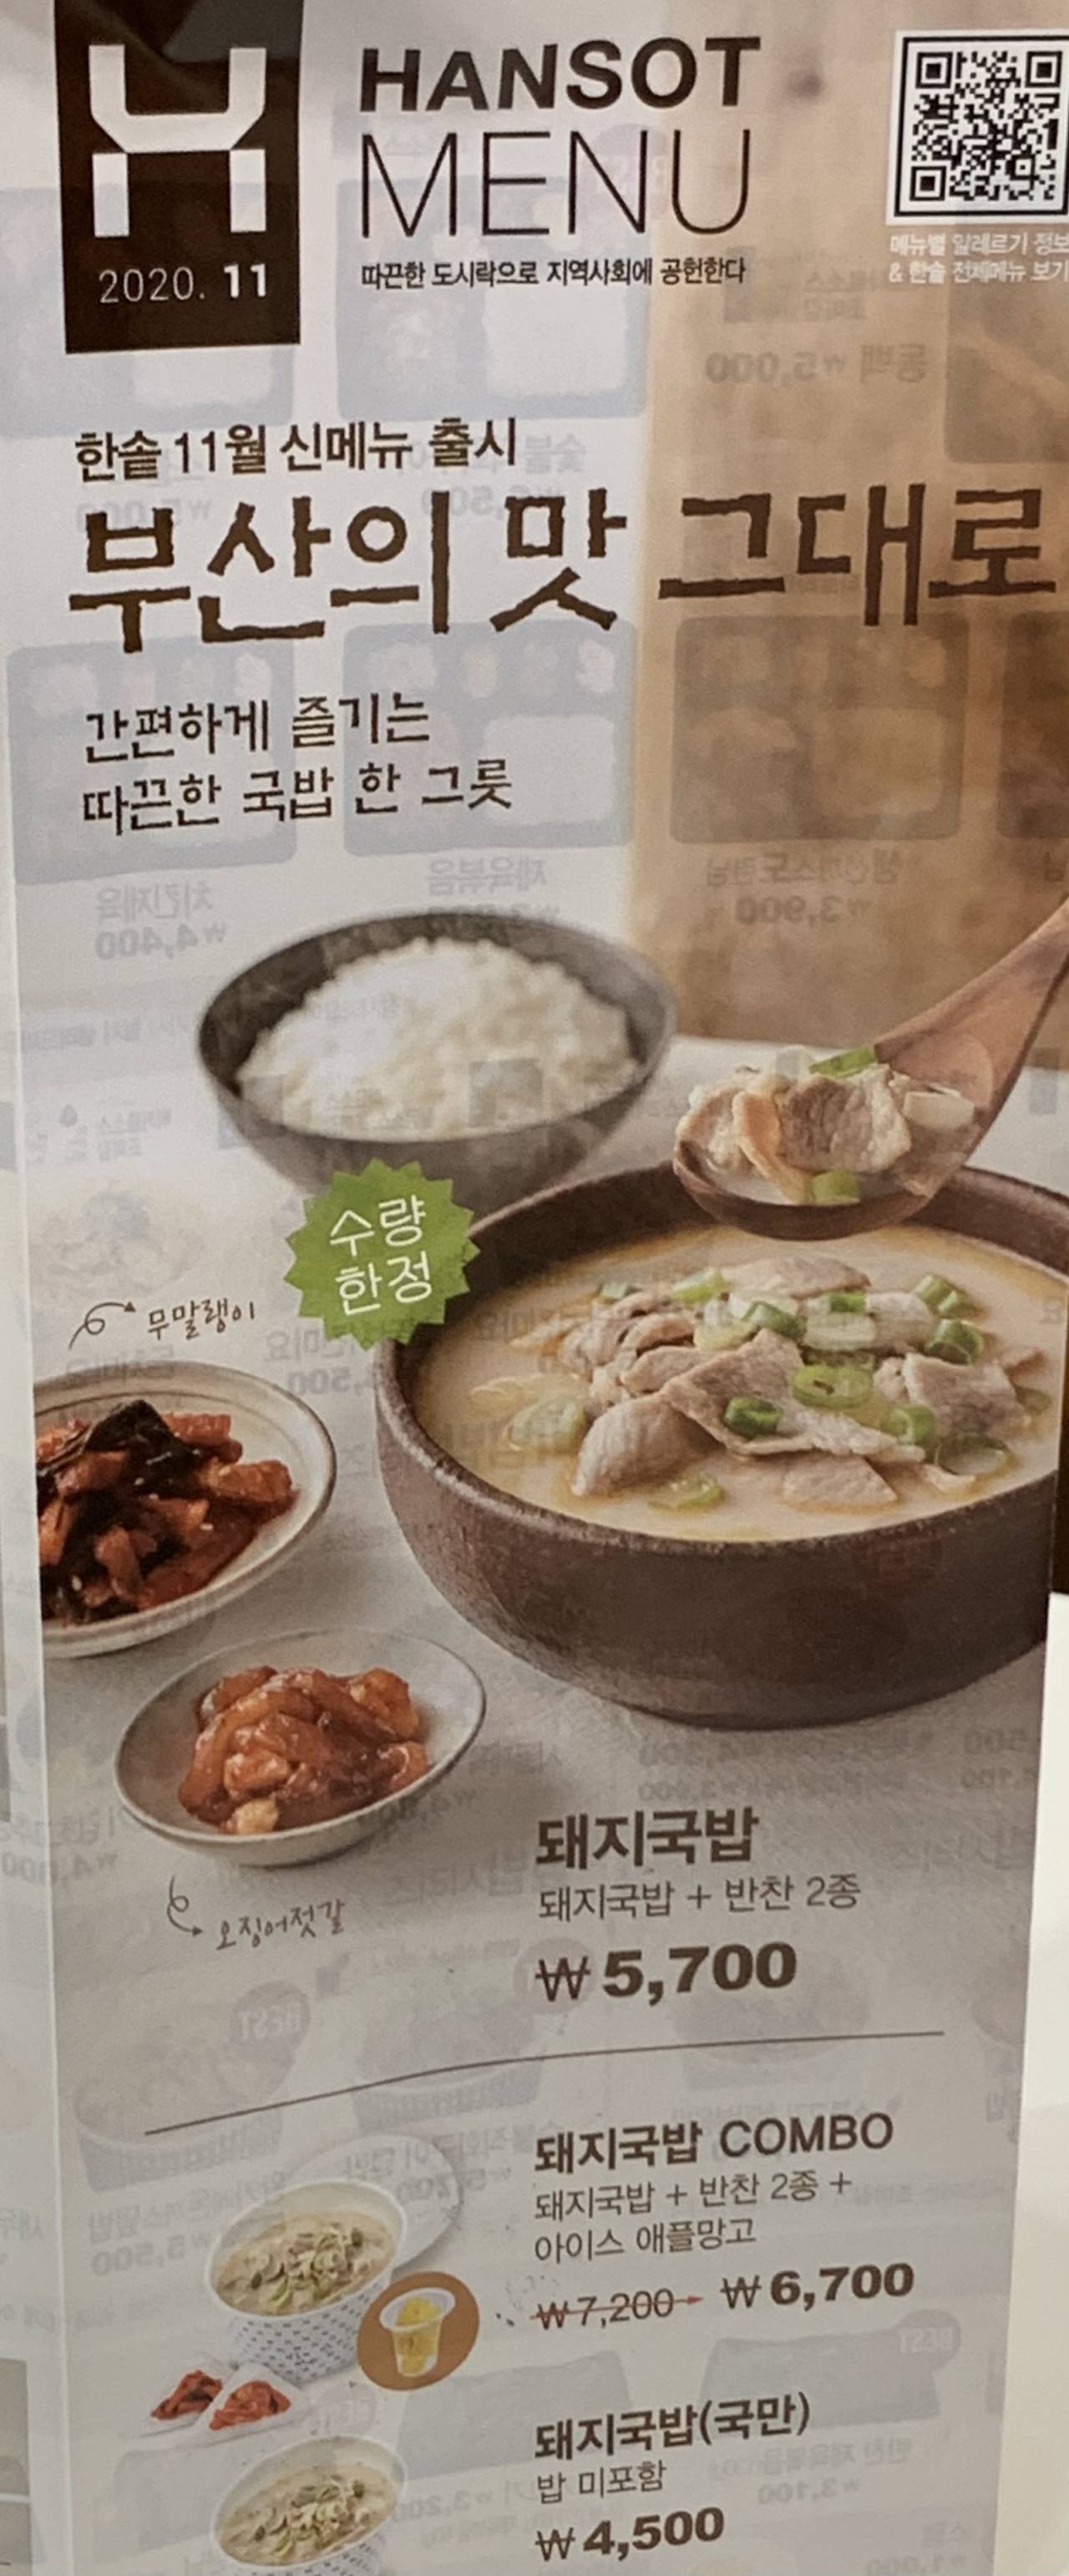 HANSOT
MENU
2020. 11
따끈한 도시락으로 지역사회에 공헌한다
메뉴별 알레르기 정보
& 한솥 전체메뉴 보기
한솥 11월 신메뉴 출시
부산의 맛 그대로
간편하게 즐기는
따끈한 국밥 한 그릇
수량
한정
무말랭이
오징어젓갈
돼지국밥
돼지국밥 + 반찬 2종
₩5,700
돼지국밥 COMBO
돼지국밥 + 반찬 2종 +
아이스 애플망고
₩7,200 ₩6,700
돼지국밥(국만)
밥 미포함
₩4,500